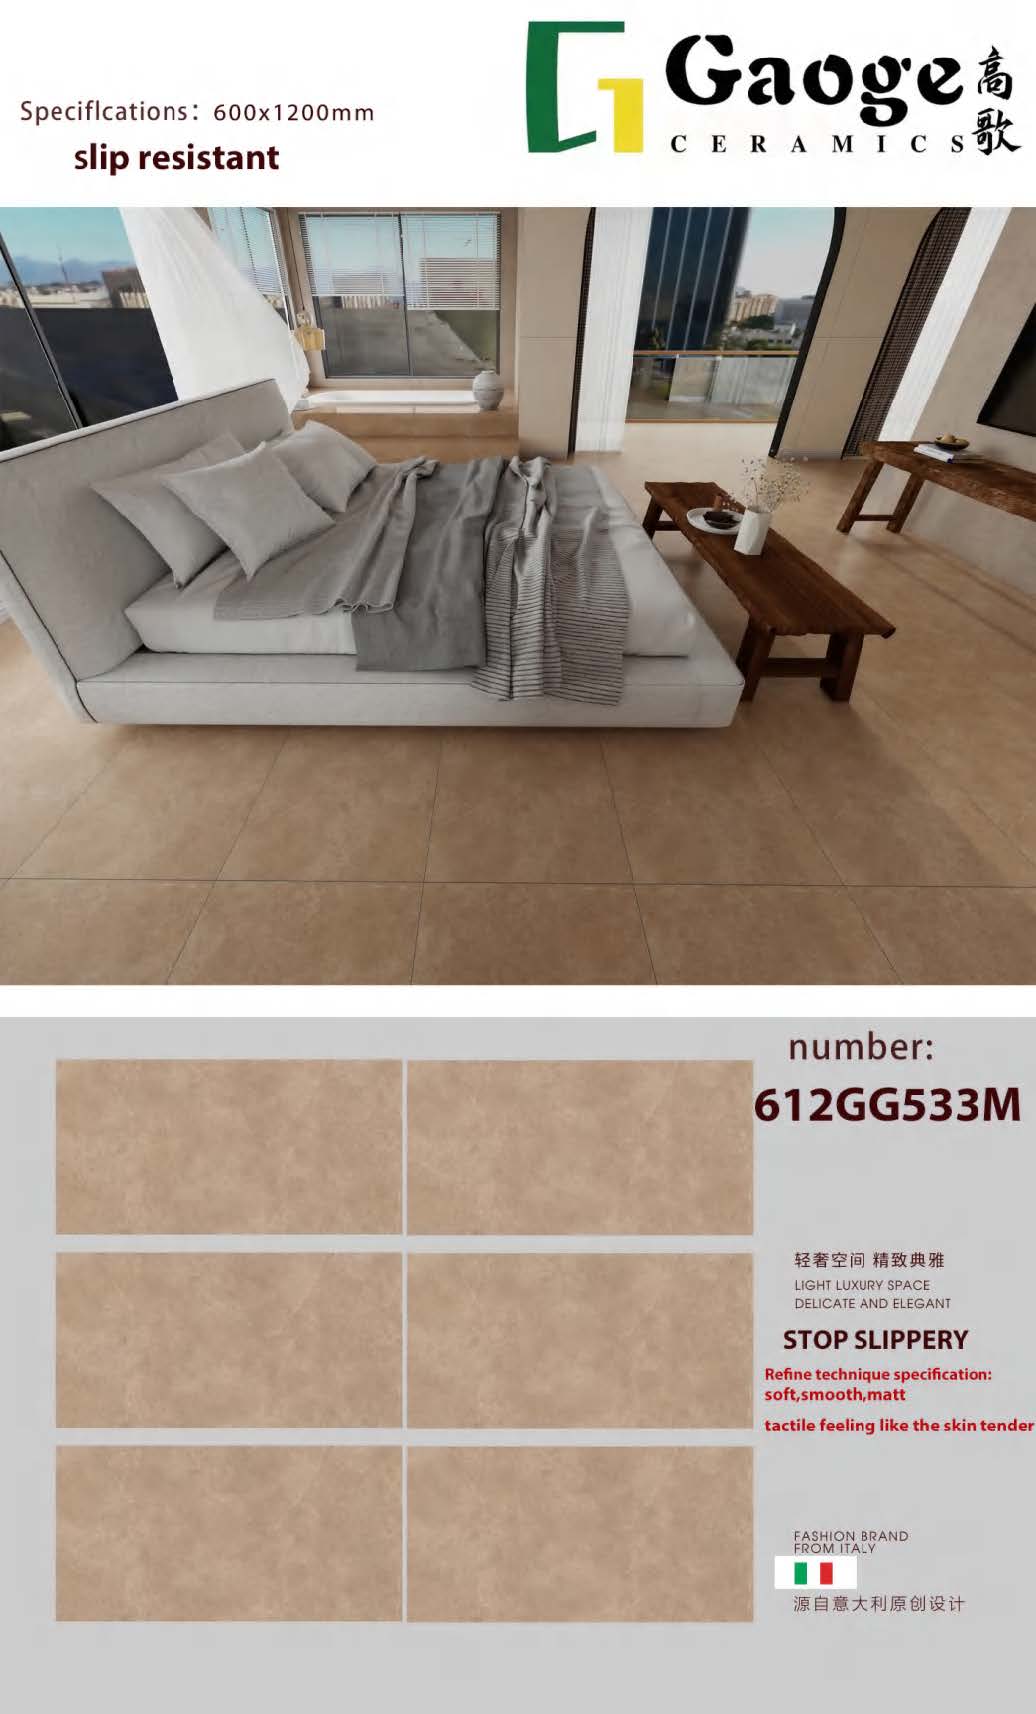 Gaoge
CERAMICS
高歌
Speciflcations：600x1200mm
slip resistant
number:
612GG533M
轻奢空间 精致典雅
LIGHT LUXURY SPACE
DELICATE AND ELEGANT
STOP SLIPPERY
Refine technique specification:
soft,smooth,matt
tactile feeling like the skin tender
FASHION BRAND
FROM ITALY
源自意大利原创设计